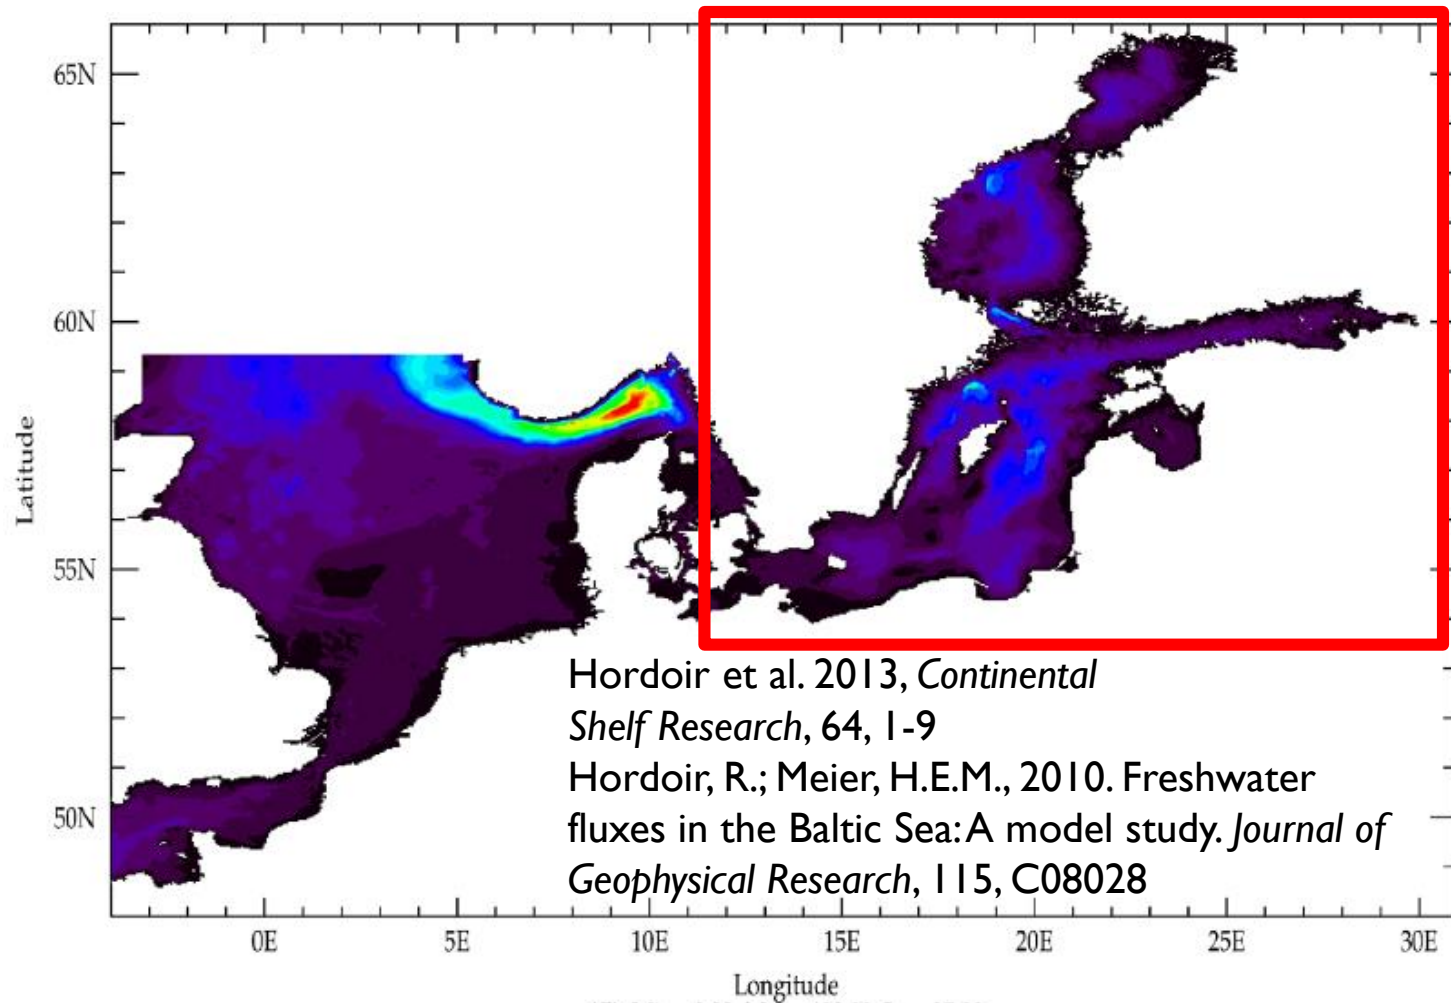 65N
60N
55N
50N
Latitude
Hordoir et al. 2013, Continental
Shelf Research, 64, 1-9
Hordoir, R.; Meier, H.E.M., 2010. Freshwater
fluxes in the Baltic Sea: A model study. Journal of
Geophysical Research, 115, C08028
0E 5E 10E 15E 20E 25E 30E
Longitude